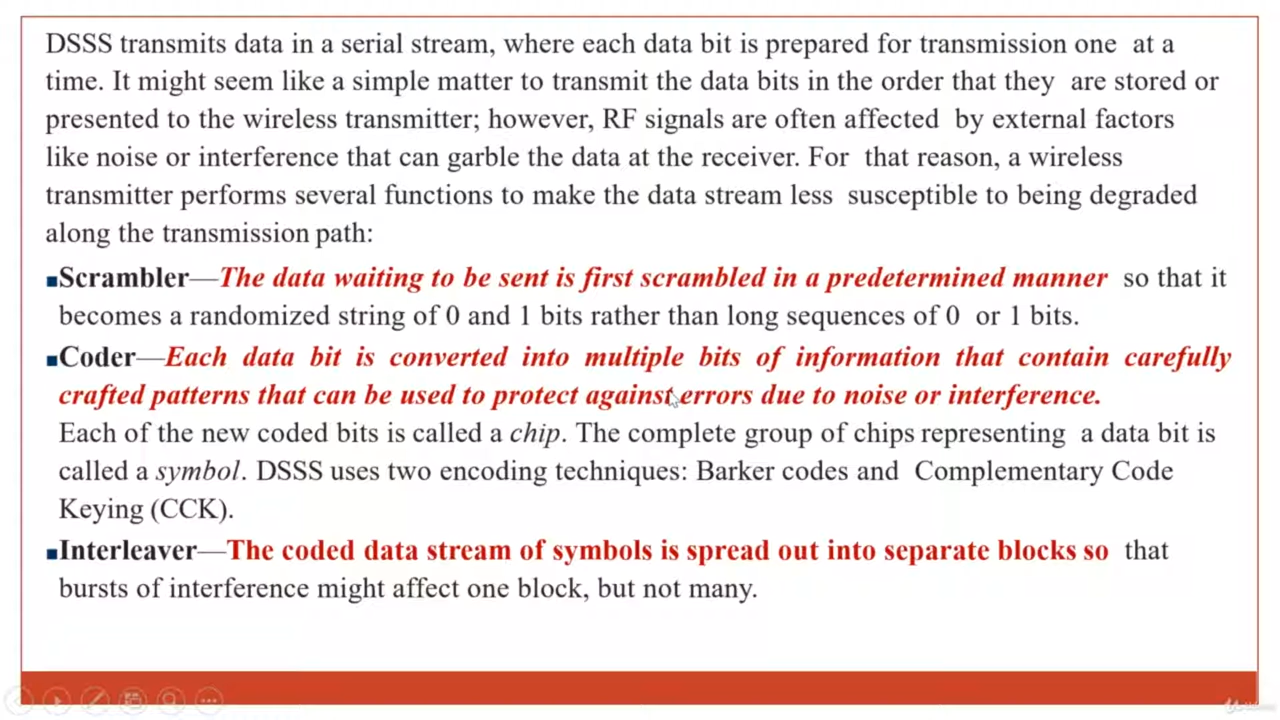 DSSS transmits data in a serial stream, where each data bit is prepared for transmission one at a
time. It might seem like a simple matter to transmit the data bits in the order that they are stored or
presented to the wireless transmitter; however, RF signals are often affected by external factors
like noise or interference that can garble the data at the receiver. For that reason, a wireless
transmitter performs several functions to make the data stream less susceptible to being degraded
along the transmission path:
■Scrambler—The data waiting to be sent is first scrambled in a predetermined manner so that it
becomes a randomized string of 0 and 1 bits rather than long sequences of 0 or 1 bits.
■Coder—Each data bit is converted into multiple bits of information that contain carefully
crafted patterns that can be used to protect against errors due to noise or interference.
Each of the new coded bits is called a chip. The complete group of chips representing a data bit is
called a symbol. DSSS uses two encoding techniques: Barker codes and Complementary Code
Keying (CCK).
■Interleaver—The coded data stream of symbols is spread out into separate blocks so that
bursts of interference might affect one block, but not many.